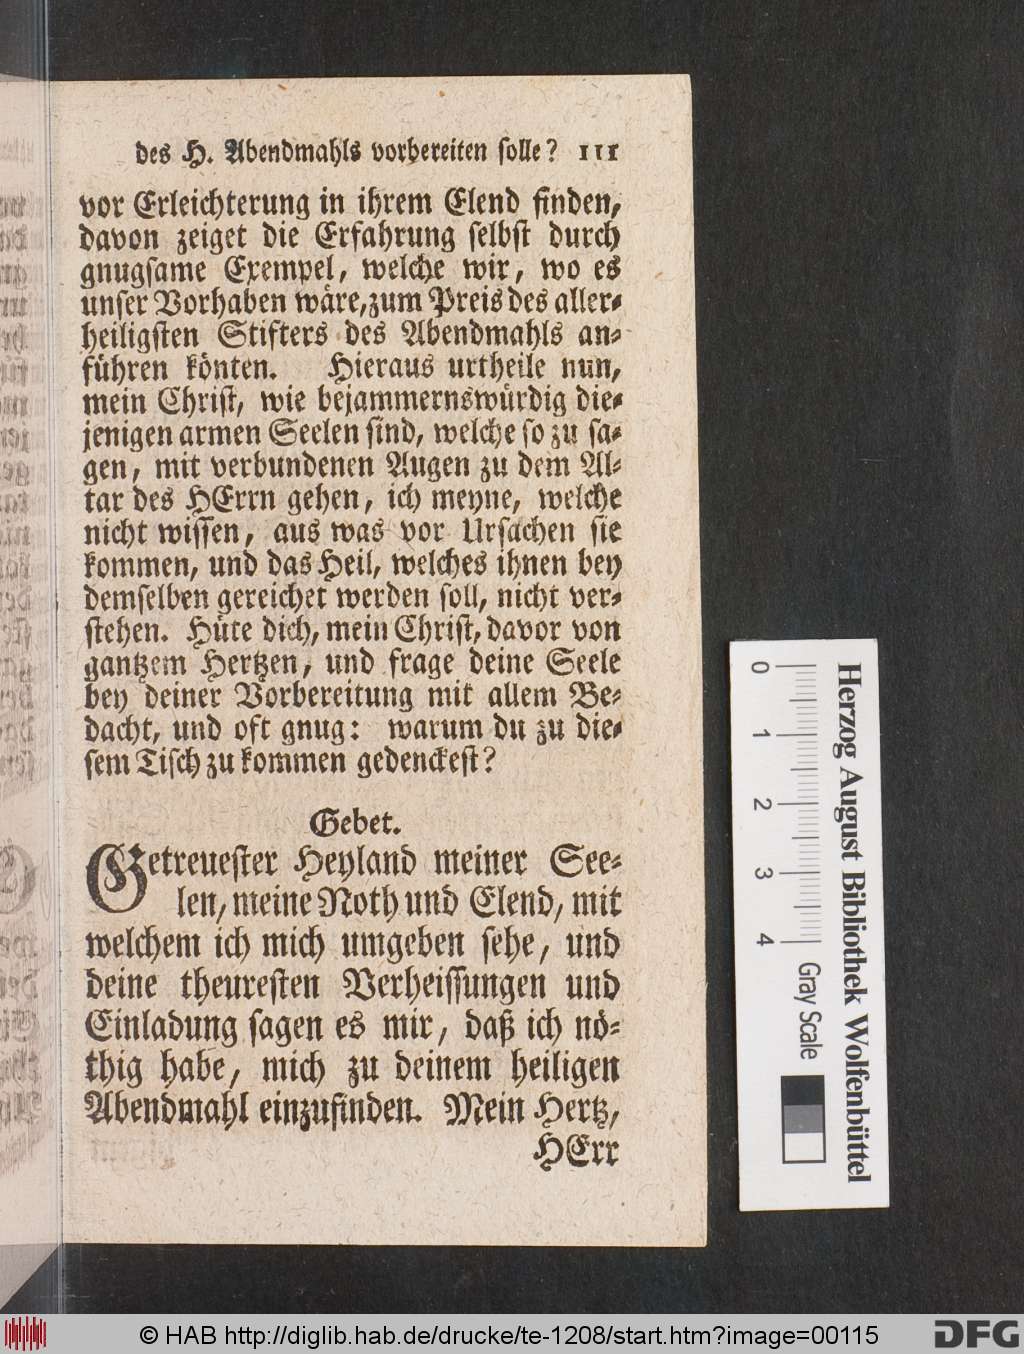 des H. Abendmahls vorbereiten solle? 111
vor Erleichterung in ihrem Elend finden,
davon zeiget die Erfahrung selbst durch
gnugsame Exempel, welche wir, wo es
unser Vorhaben wäre, zum Preis des aller-
heiligsten Stifters des Abendmahls an-
führen könten. Hieraus urtheile nun,
mein Christ, wie bejammernswürdig die-
jenigen armen Seelen sind, welche so zu sa-
gen, mit verbundenen Augen zu dem Al-
tar des HErrn gehen, ich meyne, welche
nicht wissen, aus was vor Ursachen sie
kommen, und das Heil, welches ihnen bey
demselben gereichet werden soll, nicht ver-
stehen. Hüte dich, mein Christ, davor von
gantzem Hertzen, und frage deine Seele
bey deiner Vorbereitung mit allem Be-
dacht, und oft gnug: warum du zu die-
sem Tisch zu kommen gedenckest?
Gebet.
Getreuester Heyland meiner See-
len, meine Noth und Elend, mit
welchem ich mich umgeben sehe, und
deine theuresten Verheissungen und
Einladung sagen es mir, daß ich nö-
thig habe, mich zu deinem heiligen
Abendmahl einzufinden. Mein Hertz,
HErr
0 1 2 3 4 Gray Scale
Herzog August Bibliothek Wolfenbüttel
© HAB http://diglib.hab.de/drucke/te-1208/start.htm?image=00115
DFG